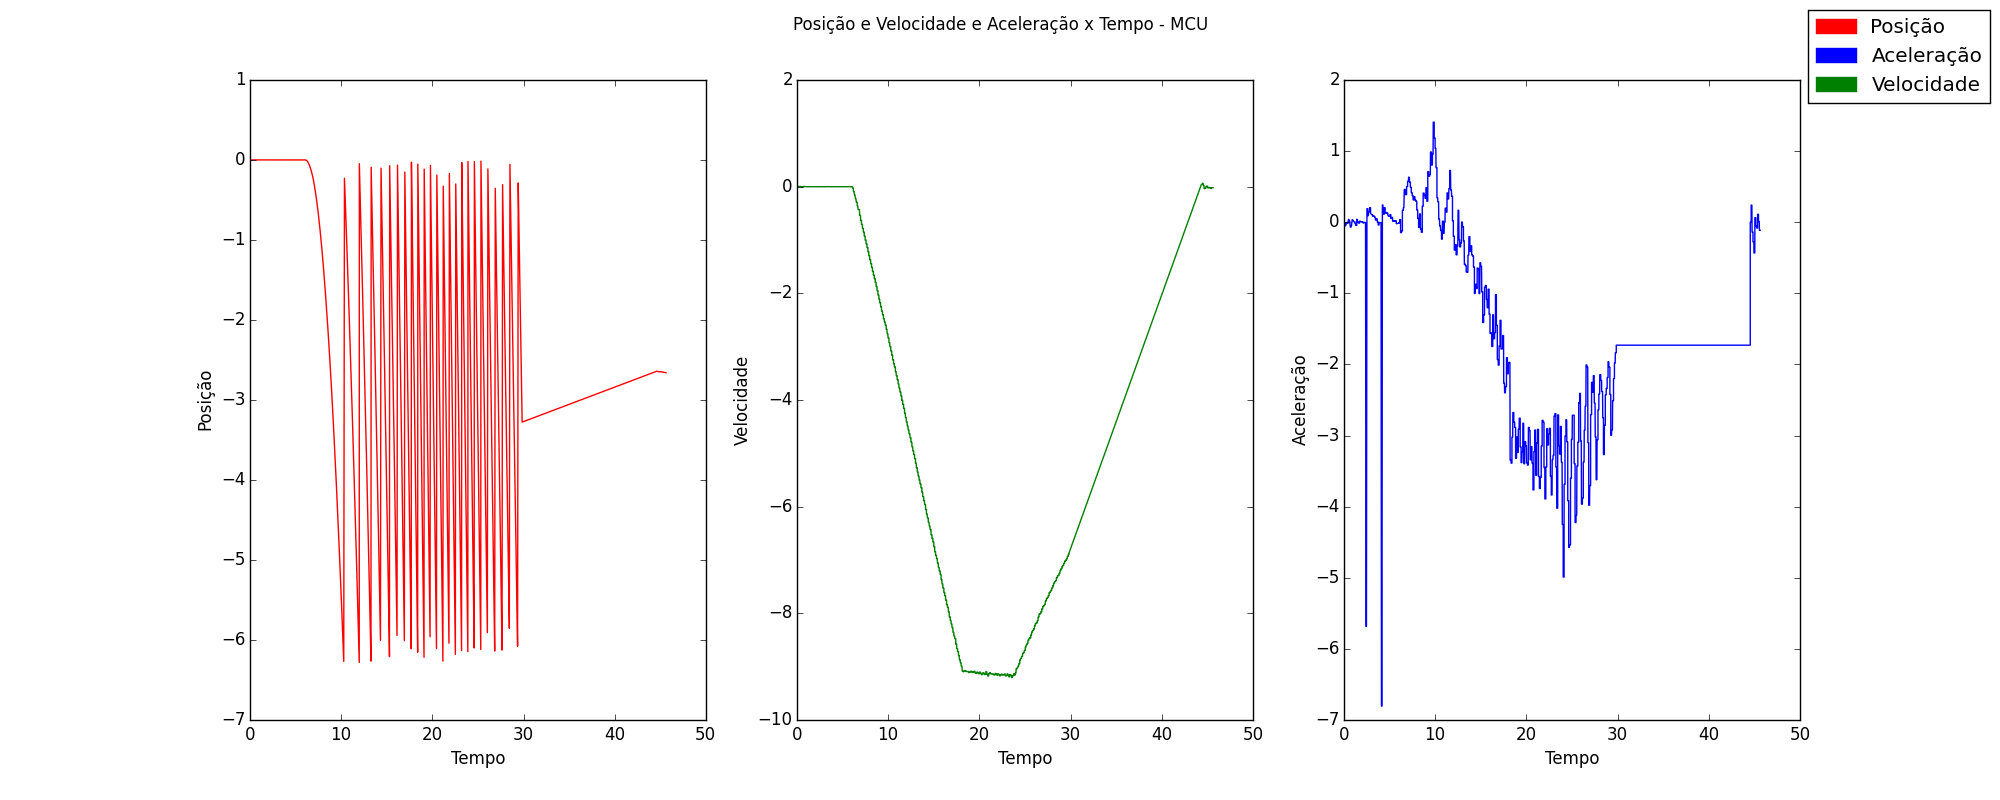 Posição e Velocidade e Aceleração x Tempo - MCU
Posição
Aceleração
Velocidade
1
0
−1
−2
−3
−4
−5
−6
−7
Posição
0 10 20 30 40 50
Tempo
2
0
−2
−4
−6
−8
−10
Velocidade
0 10 20 30 40 50
Tempo
2
1
0
−1
−2
−3
−4
−5
−6
−7
Aceleração
0 10 20 30 40 50
Tempo